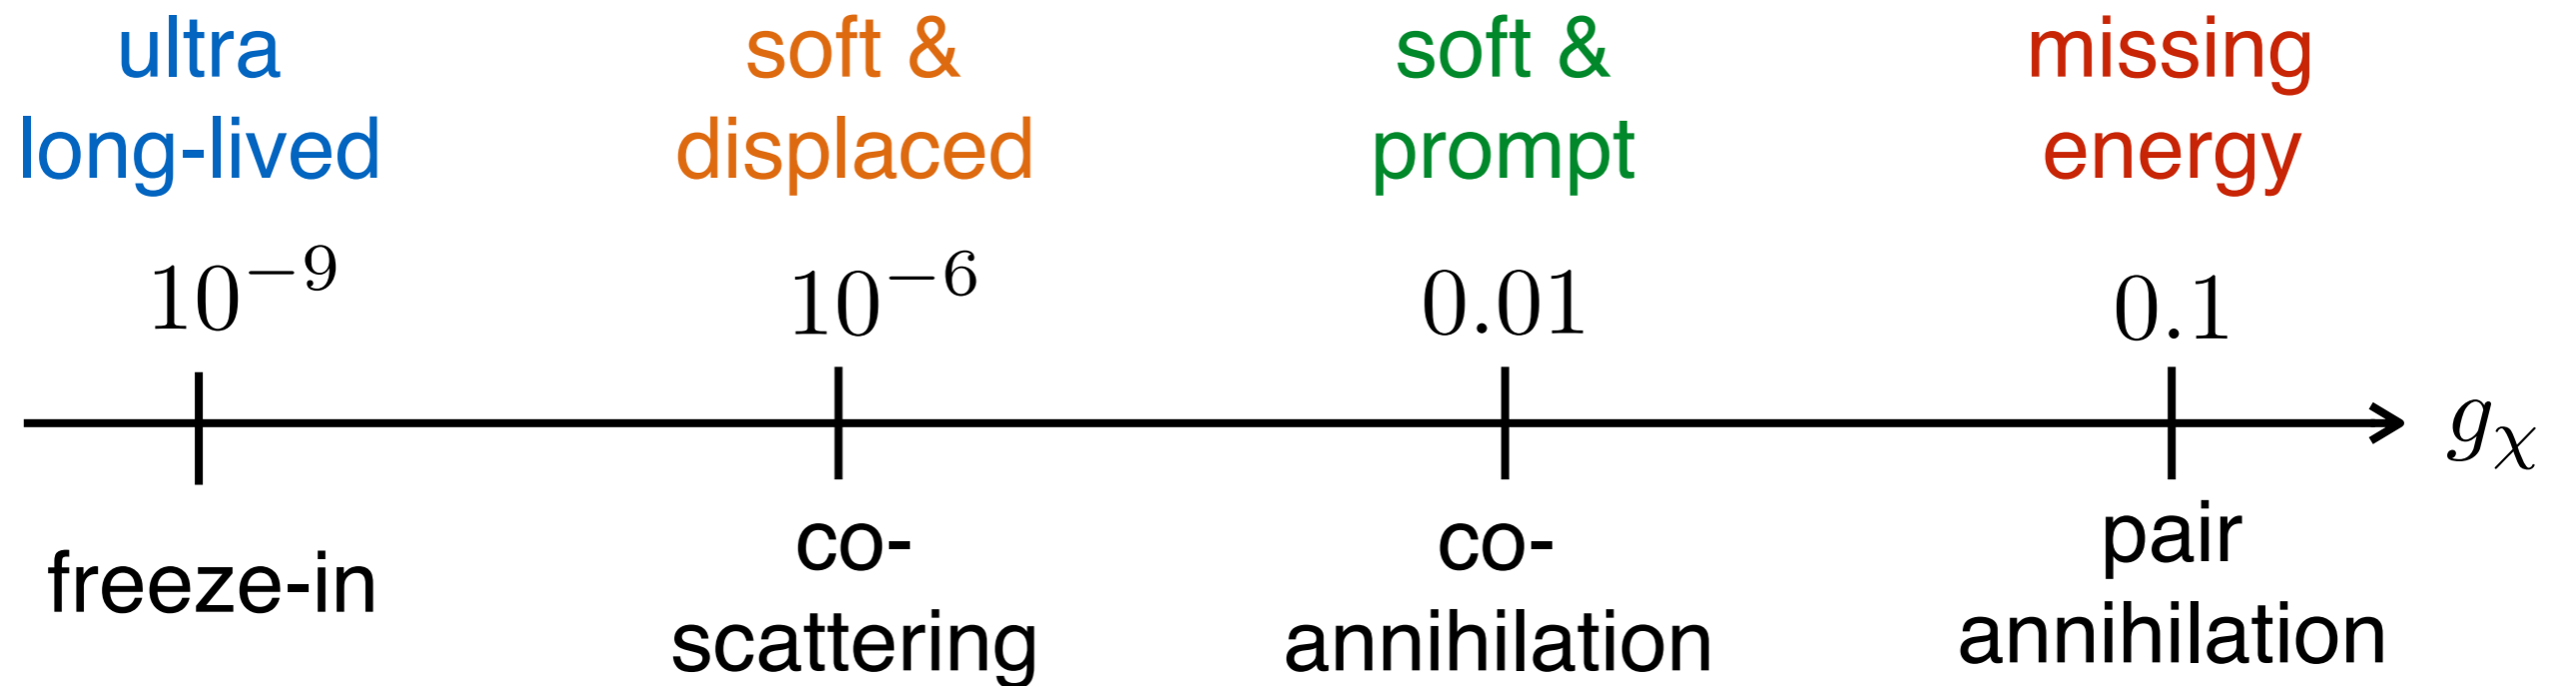 ultra
long-lived
soft &
displaced
soft &
prompt
missing
energy
10⁻⁹
10⁻⁶
0.01
0.1
gᵪ
freeze-in
co-
scattering
co-
annihilation
pair
annihilation